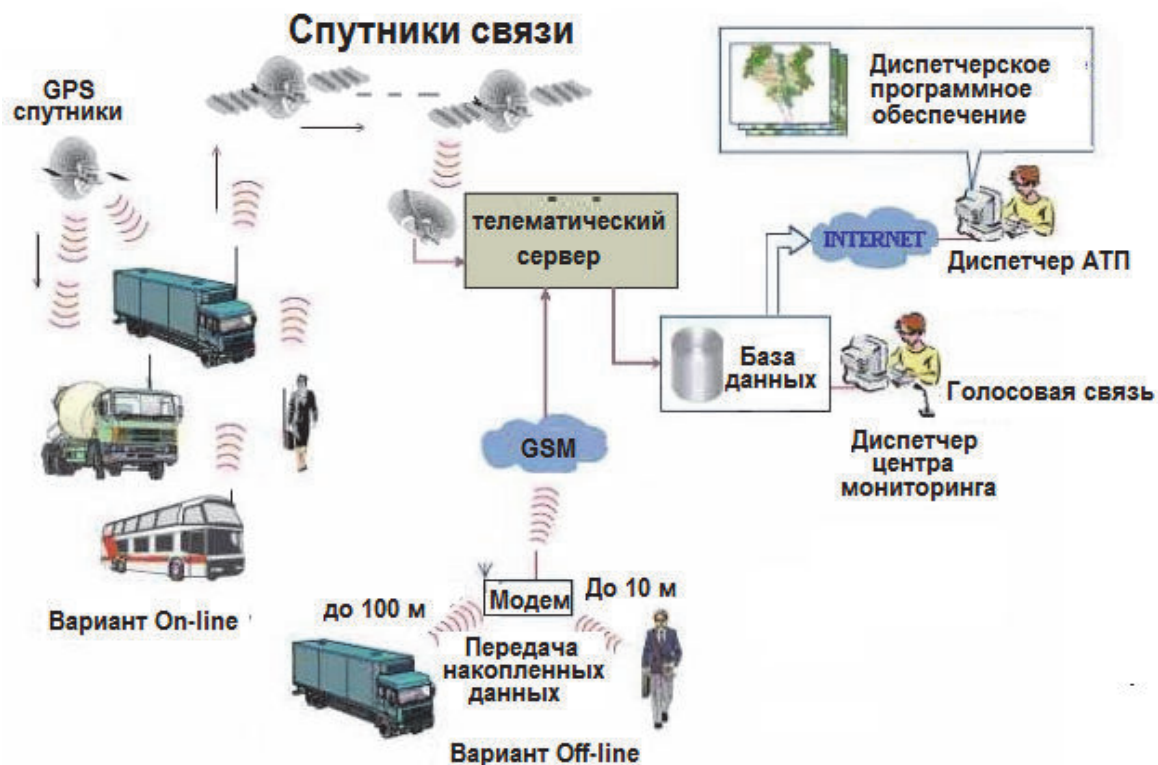 Спутники связи
GPS
спутники
Диспетчерское
программное
обеспечение
телематический
сервер
INTERNET
Диспетчер АТП
База
данных
Голосовая связь
Диспетчер
центра
мониторинга
GSM
Вариант On-line
до 100 м
Модем
До 10 м
Передача
накопленных
данных
Вариант Off-line